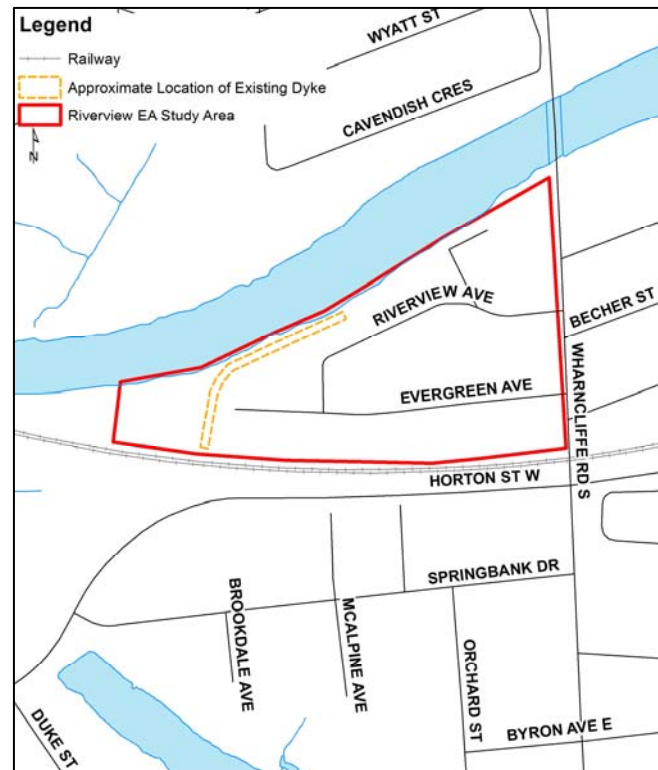 Legend
Railway
Approximate Location of Existing Dyke
Riverview EA Study Area
N
WYATT ST
CAVENDISH CRES
RIVERVIEW AVE
BECHER ST
EVERGREEN AVE
WHARNCLIFFE RD S
HORTON ST W
SPRINGBANK DR
BROOKDALE AVE
MCALPINE AVE
ORCHARD ST
DUKE ST
BYRON AVE E